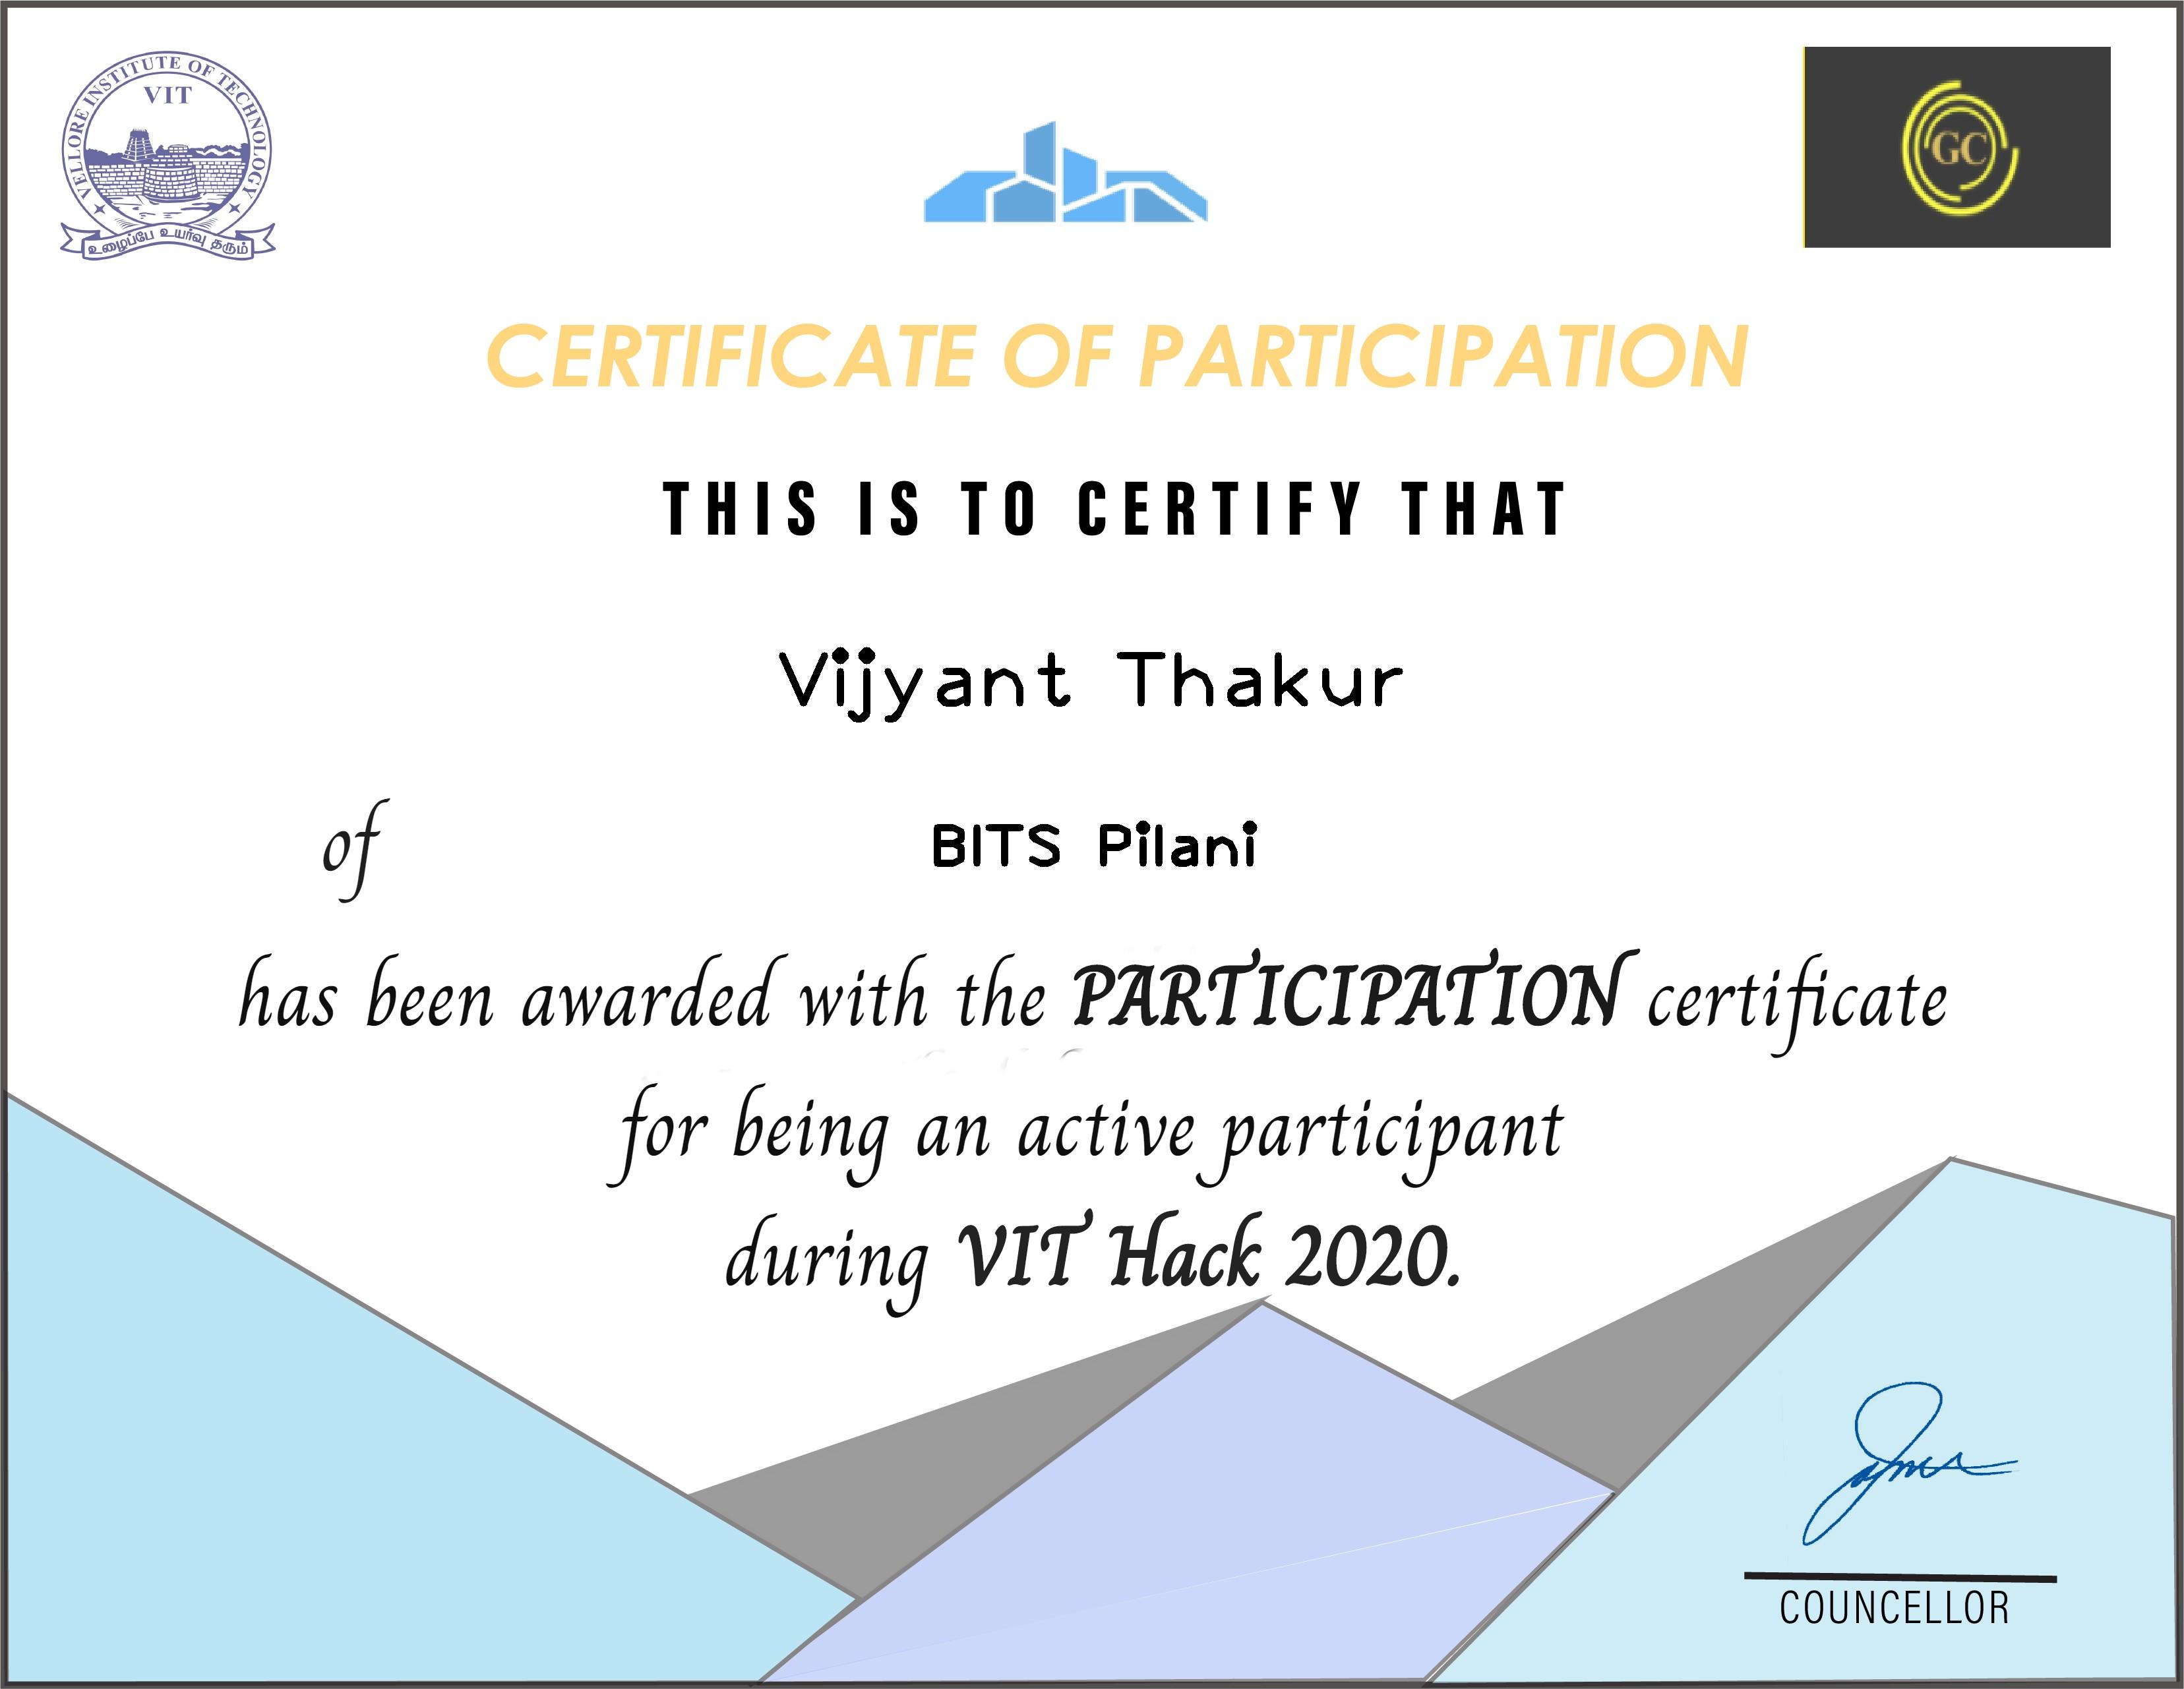 VELLORE INSTITUTE OF TECHNOLOGY
VIT
உழைப்பே உயர்வு தரும்
GC
CERTIFICATE OF PARTICIPATION
THIS IS TO CERTIFY THAT
Vijyant Thakur
of BITS Pilani
has been awarded with the PARTICIPATION certificate
for being an active participant
during VIT Hack 2020.
COUNCELLOR